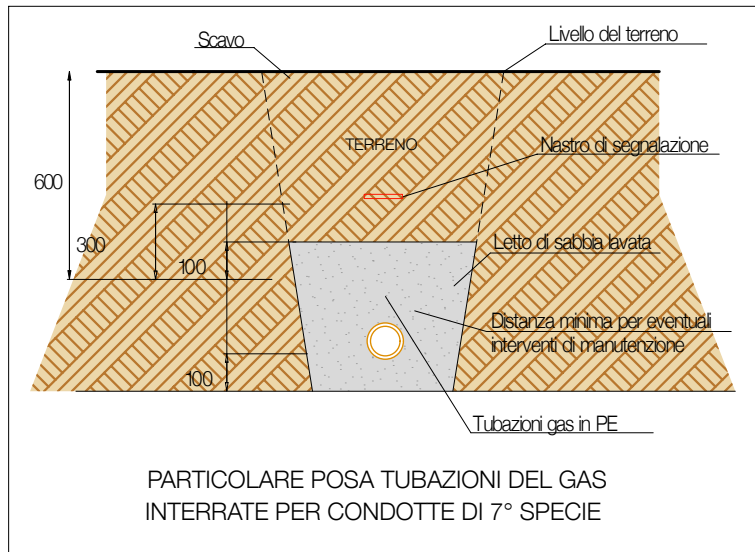 Scavo
Livello del terreno
TERRENO
Nastro di segnalazione
600
300
100
Letto di sabbia lavata
Distanza minima per eventuali
interventi di manutenzione
100
Tubazioni gas in PE
PARTICOLARE POSA TUBAZIONI DEL GAS
INTERRATE PER CONDOTTE DI 7° SPECIE